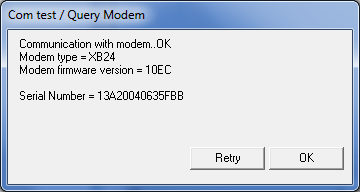 Com test / Query Modem
Communication with modem..OK
Modem type = XB24
Modem firmware version = 10EC
Serial Number = 13A20040635FBB
Retry
OK